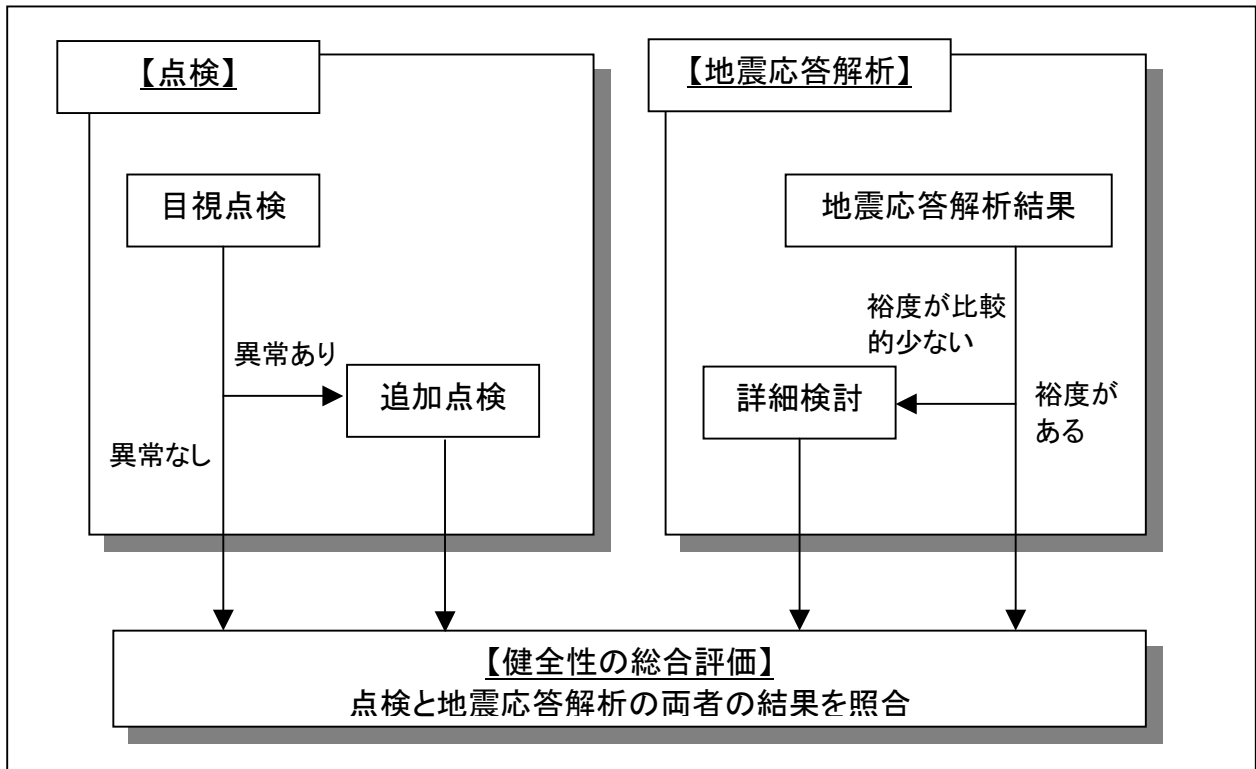 【点検】
目視点検
異常あり
追加点検
異常なし
【地震応答解析】
地震応答解析結果
裕度が比較
的少ない
詳細検討
裕度が
ある
【健全性の総合評価】
点検と地震応答解析の両者の結果を照合